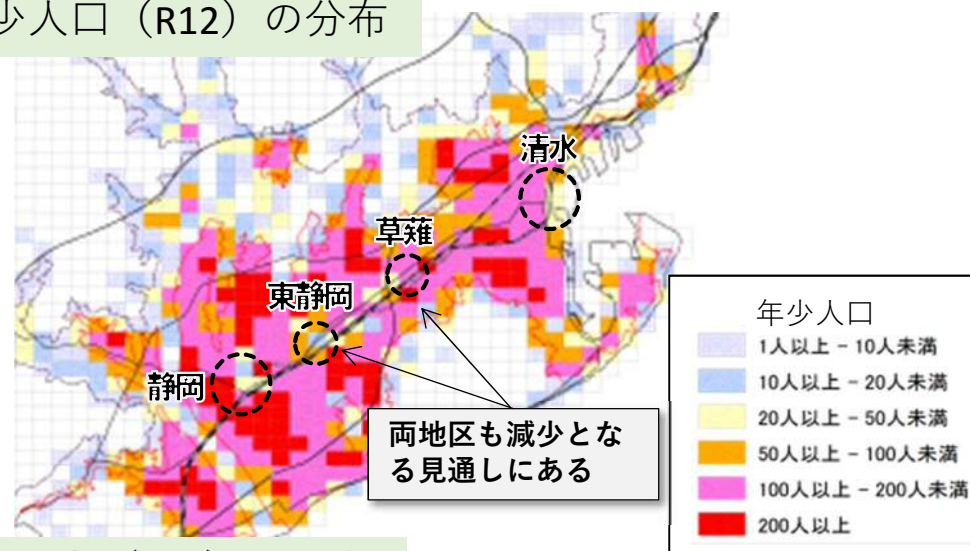 少人口（R12）の分布
清水
草薙
東静岡
静岡
両地区も減少とな
る見通しにある
年少人口
1人以上－10人未満
10人以上－20人未満
20人以上－50人未満
50人以上－100人未満
100人以上－200人未満
200人以上